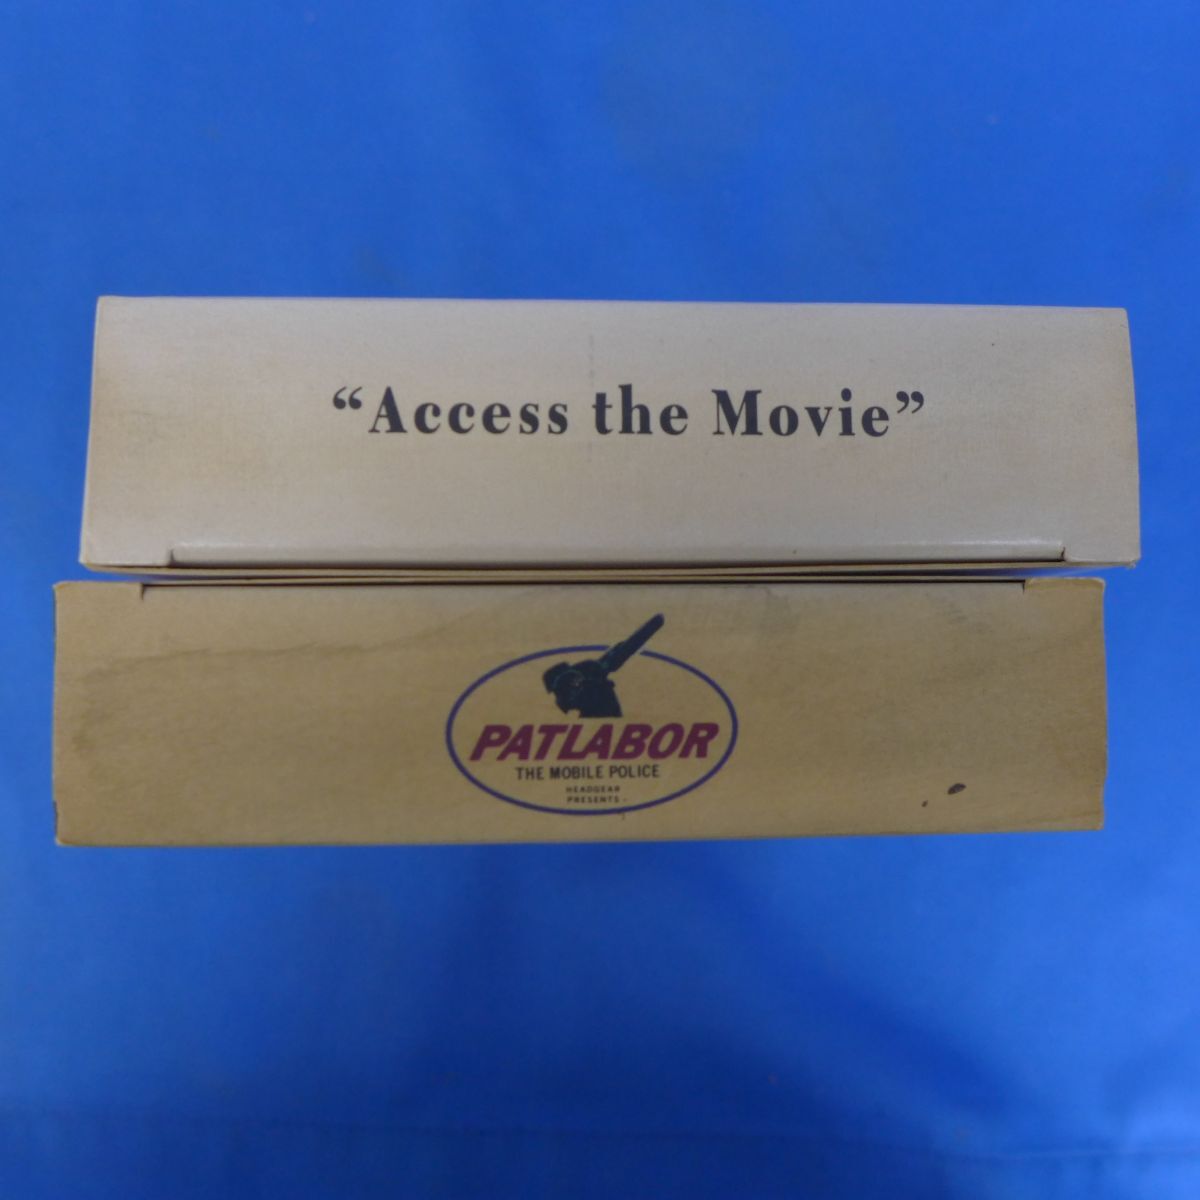 “Access the Movie”
PATLABOR
THE MOBILE POLICE
HEADGEAR
PRESENTS